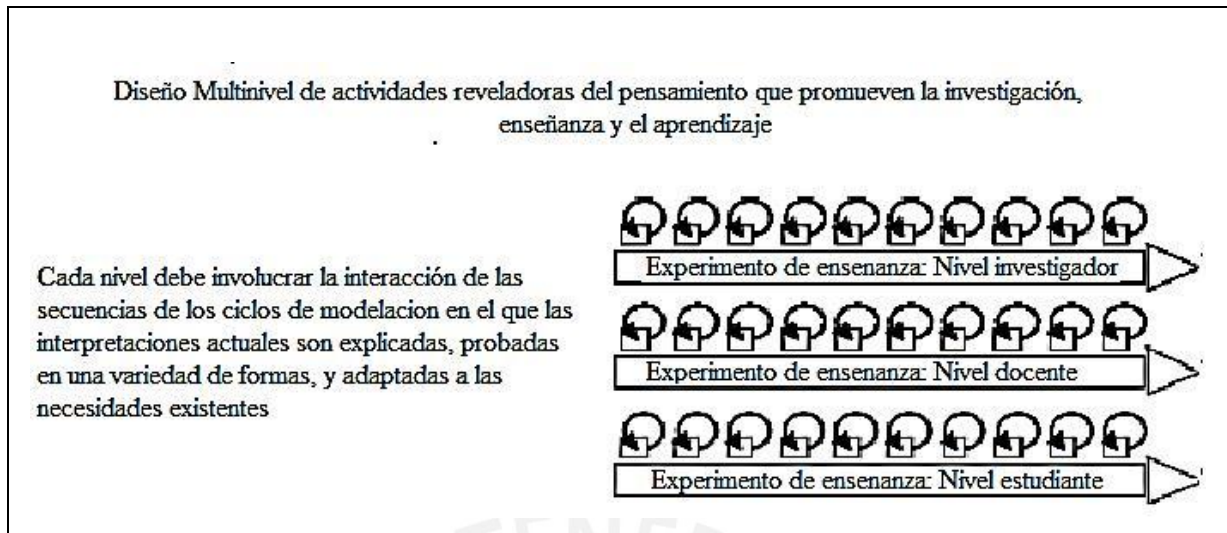 Diseño Multinivel de actividades reveladoras del pensamiento que promueven la investigación,
enseñanza y el aprendizaje
Cada nivel debe involucrar la interacción de las
secuencias de los ciclos de modelacion en el que las
interpretaciones actuales son explicadas, probadas
en una variedad de formas, y adaptadas a las
necesidades existentes
Experimento de ensenanza: Nivel investigador
Experimento de ensenanza: Nivel docente
Experimento de ensenanza: Nivel estudiante